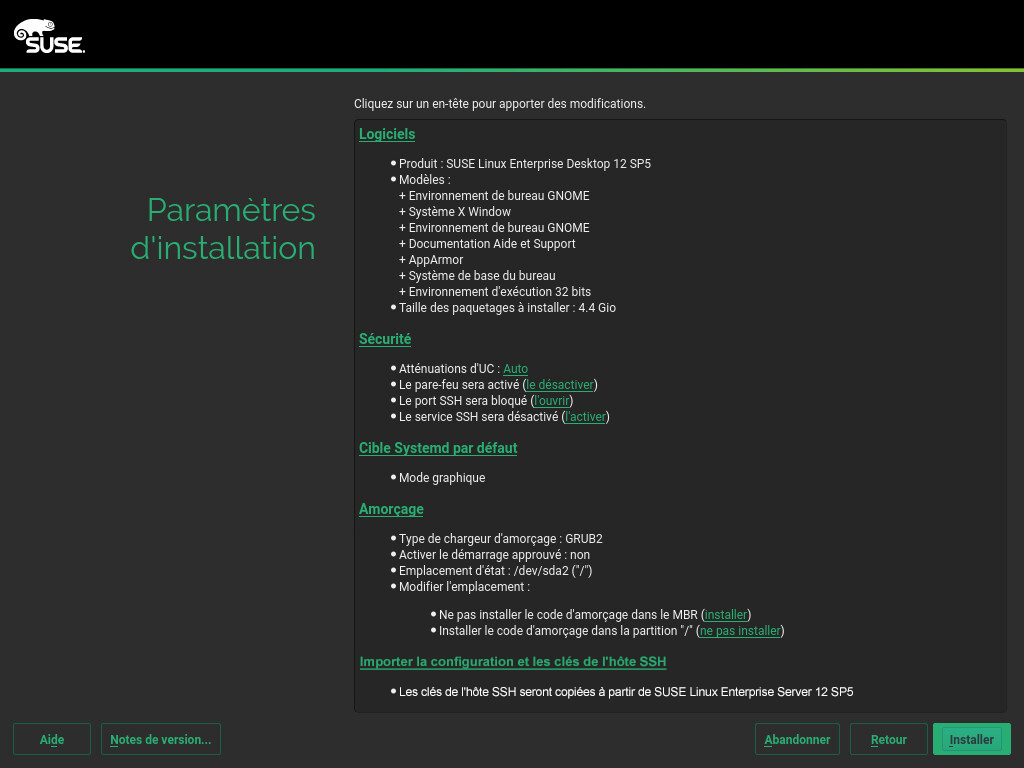 SUSE.
Cliquez sur un en-tête pour apporter des modifications.
Paramètres
d'installation
Logiciels
Produit : SUSE Linux Enterprise Desktop 12 SP5
Modèles :
+ Environnement de bureau GNOME
+ Système X Window
+ Environnement de bureau GNOME
+ Documentation Aide et Support
+ AppArmor
+ Système de base du bureau
+ Environnement d'exécution 32 bits
Taille des paquetages à installer : 4.4 Gio
Sécurité
Atténuations d'UC : Auto
Le pare-feu sera activé (le désactiver)
Le port SSH sera bloqué (l'ouvrir)
Le service SSH sera désactivé (l'activer)
Cible Systemd par défaut
Mode graphique
Amorçage
Type de chargeur d'amorçage : GRUB2
Activer le démarrage approuvé : non
Emplacement d'état : /dev/sda2 ("/")
Modifier l'emplacement :
Ne pas installer le code d'amorçage dans le MBR (installer)
Installer le code d'amorçage dans la partition "/" (ne pas installer)
Importer la configuration et les clés de l'hôte SSH
Les clés de l'hôte SSH seront copiées à partir de SUSE Linux Enterprise Server 12 SP5
Aide
Notes de version...
Abandonner
Retour
Installer